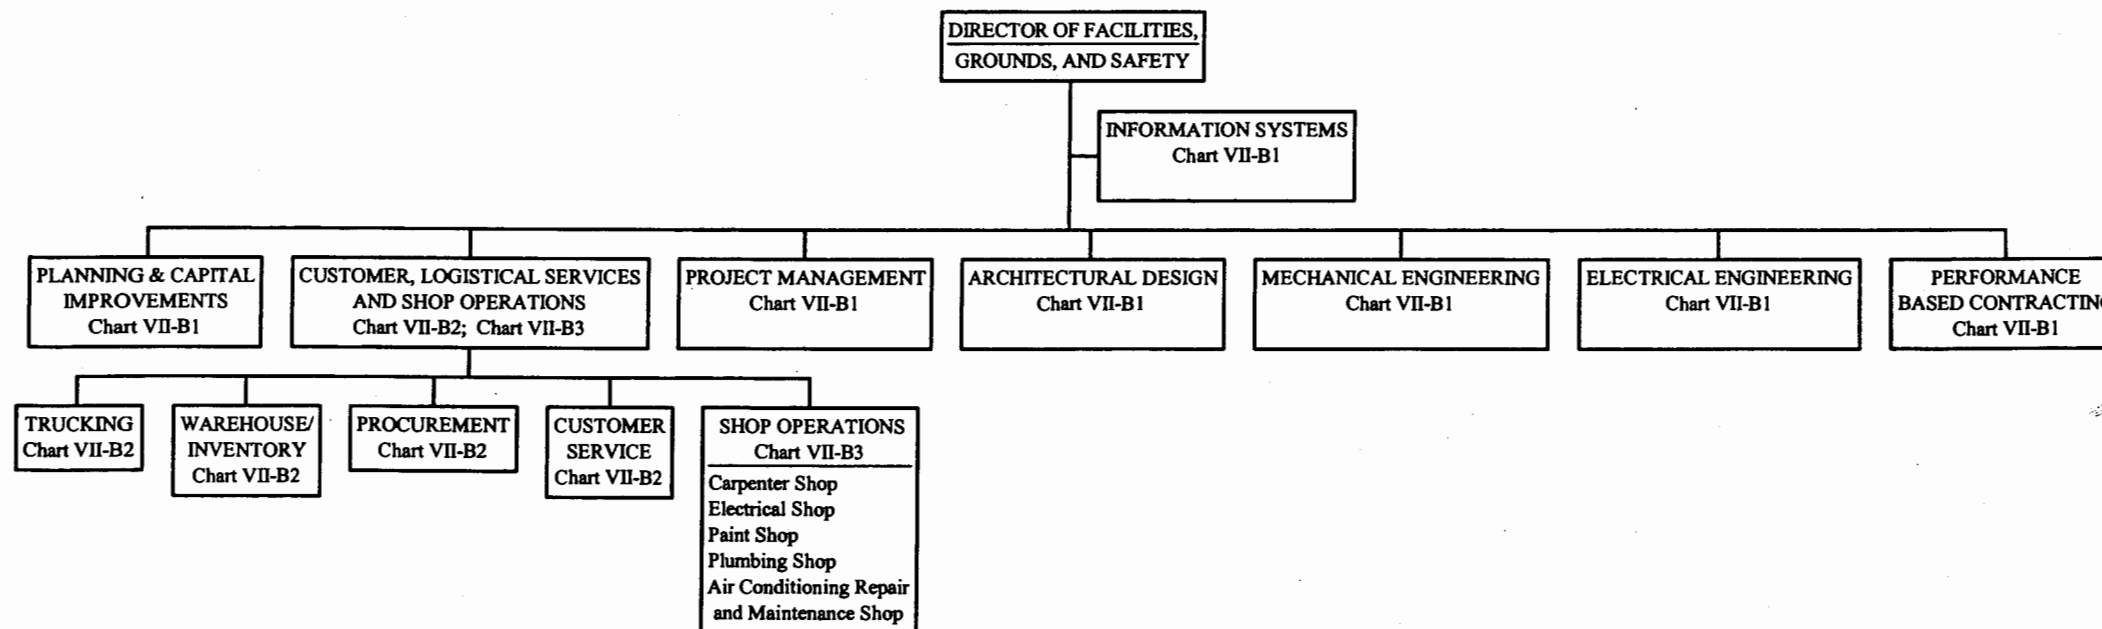 DIRECTOR OF FACILITIES,
GROUNDS, AND SAFETY
INFORMATION SYSTEMS
Chart VII-B1
PLANNING & CAPITAL
IMPROVEMENTS
Chart VII-B1
CUSTOMER, LOGISTICAL SERVICES
AND SHOP OPERATIONS
Chart VII-B2; Chart VII-B3
PROJECT MANAGEMENT
Chart VII-B1
ARCHITECTURAL DESIGN
Chart VII-B1
MECHANICAL ENGINEERING
Chart VII-B1
ELECTRICAL ENGINEERING
Chart VII-B1
PERFORMANCE
BASED CONTRACTING
Chart VII-B1
TRUCKING
Chart VII-B2
WAREHOUSE/
INVENTORY
Chart VII-B2
PROCUREMENT
Chart VII-B2
CUSTOMER
SERVICE
Chart VII-B2
SHOP OPERATIONS
Chart VII-B3
Carpenter Shop
Electrical Shop
Paint Shop
Plumbing Shop
Air Conditioning Repair
and Maintenance Shop